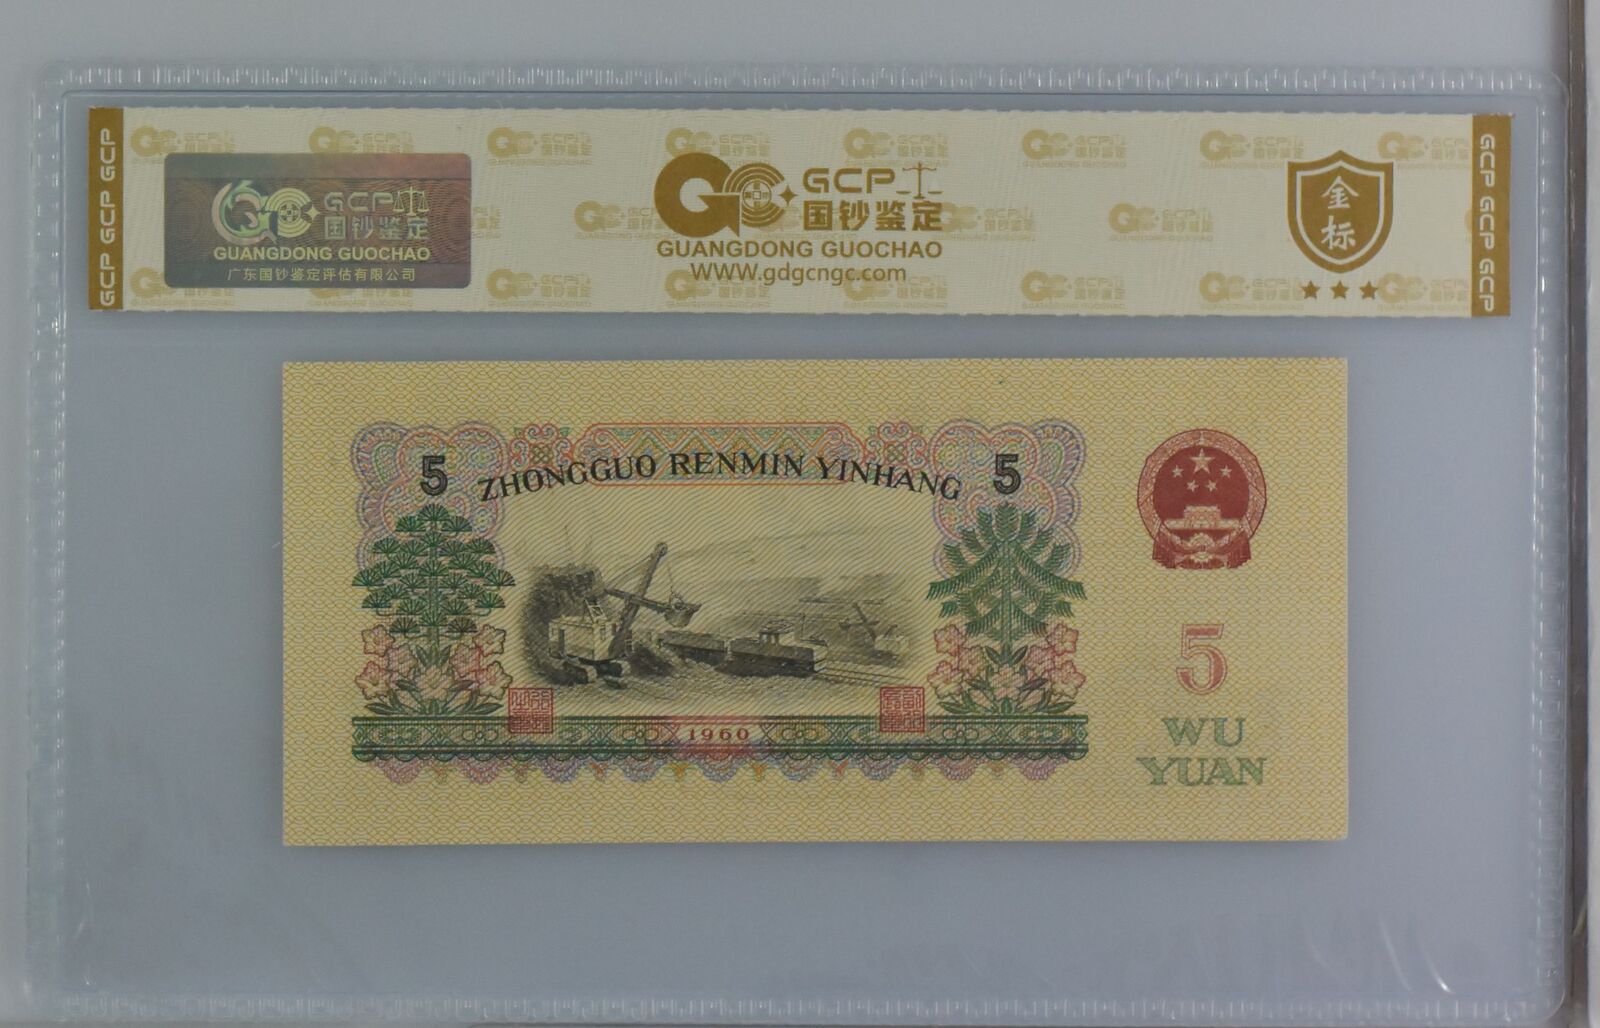 GCP GCP GCP
GCP
国钞鉴定
GUANGDONG GUOCHAO
广东国钞鉴定评估有限公司
GCP
国钞鉴定
GUANGDONG GUOCHAO
WWW.gdgcngc.com
金
标
GCP GCP GCP
5 ZHONGGUO RENMIN YINHANG 5
1960
5
WU
YUAN